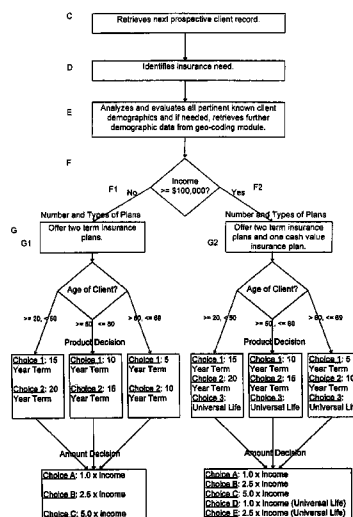 C
Retrieves next prospective client record.
D
Identifies insurance need.
E
Analyzes and evaluates all pertinent known client
demographics and if needed, retrieves further
demographic data from geo-coding module.
F
Income
>= $100,000?
F1
No
Yes
F2
Number and Types of Plans
G
G1
Offer two term insurance
plans.
Number and Types of Plans
G2
Offer two term insurance
plans and one cash value
insurance plan.
Age of Client?
>= 20, < 50
>= 50, <= 60
> 60, <= 69
Age of Client?
>= 20, < 50
>= 50, <= 60
> 60, <= 69
Product Decision
Choice 1: 15
Year Term
Choice 2: 20
Year Term
Choice 1: 10
Year Term
Choice 2: 15
Year Term
Choice 1: 5
Year Term
Choice 2: 10
Year Term
Product Decision
Choice 1: 15
Year Term
Choice 2: 20
Year Term
Choice 3:
Universal Life
Choice 1: 10
Year Term
Choice 2: 15
Year Term
Choice 3:
Universal Life
Choice 1: 5
Year Term
Choice 2: 10
Year Term
Choice 3:
Universal Lif
Amount Decision
Choice A: 1.0 x Income
Choice B: 2.5 x Income
Choice C: 5.0 x Income
Amount Decision
Choice A: 1.0 x Income
Choice B: 2.5 x Income
Choice C: 5.0 x Income
Choice D: 1.0 x Income (Universal Life)
Choice E: 2.5 x Income (Universal Life)